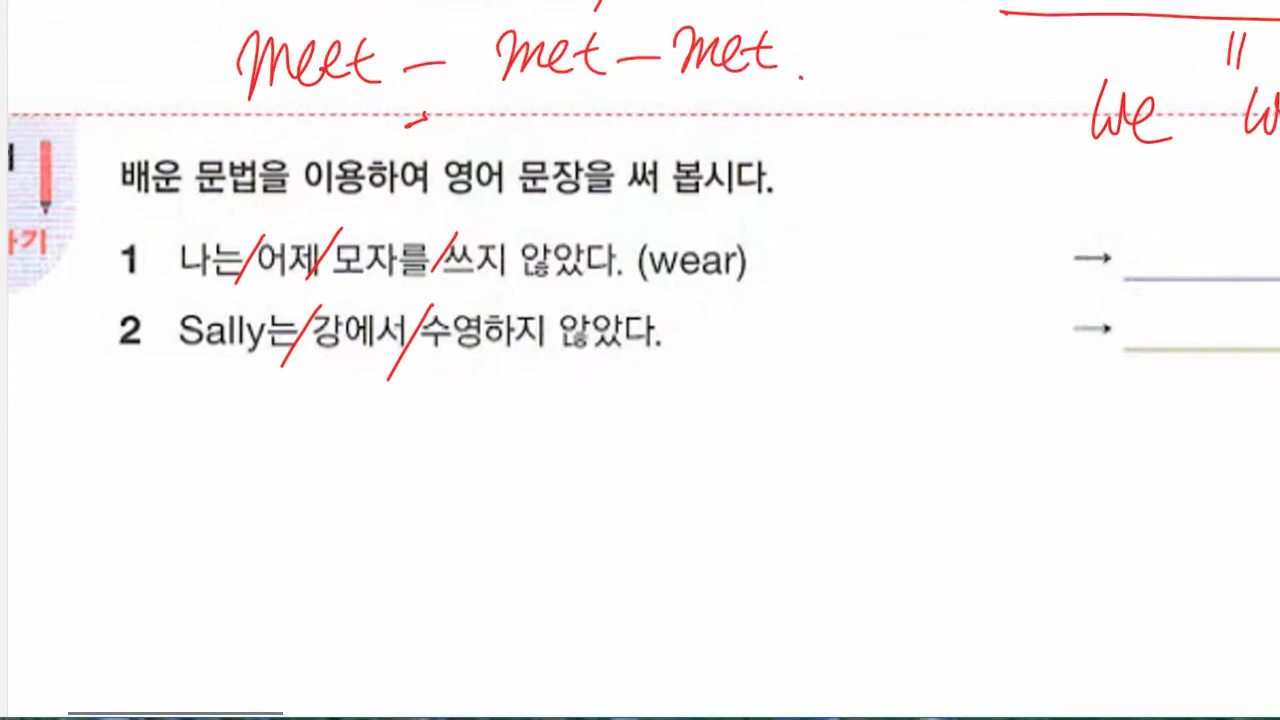 meet - met - met.
"
we
배운 문법을 이용하여 영어 문장을 써 봅시다.
1 나는/어제/모자를/쓰지 않았다. (wear) →
2 Sally는/강에서/수영하지 않았다. →